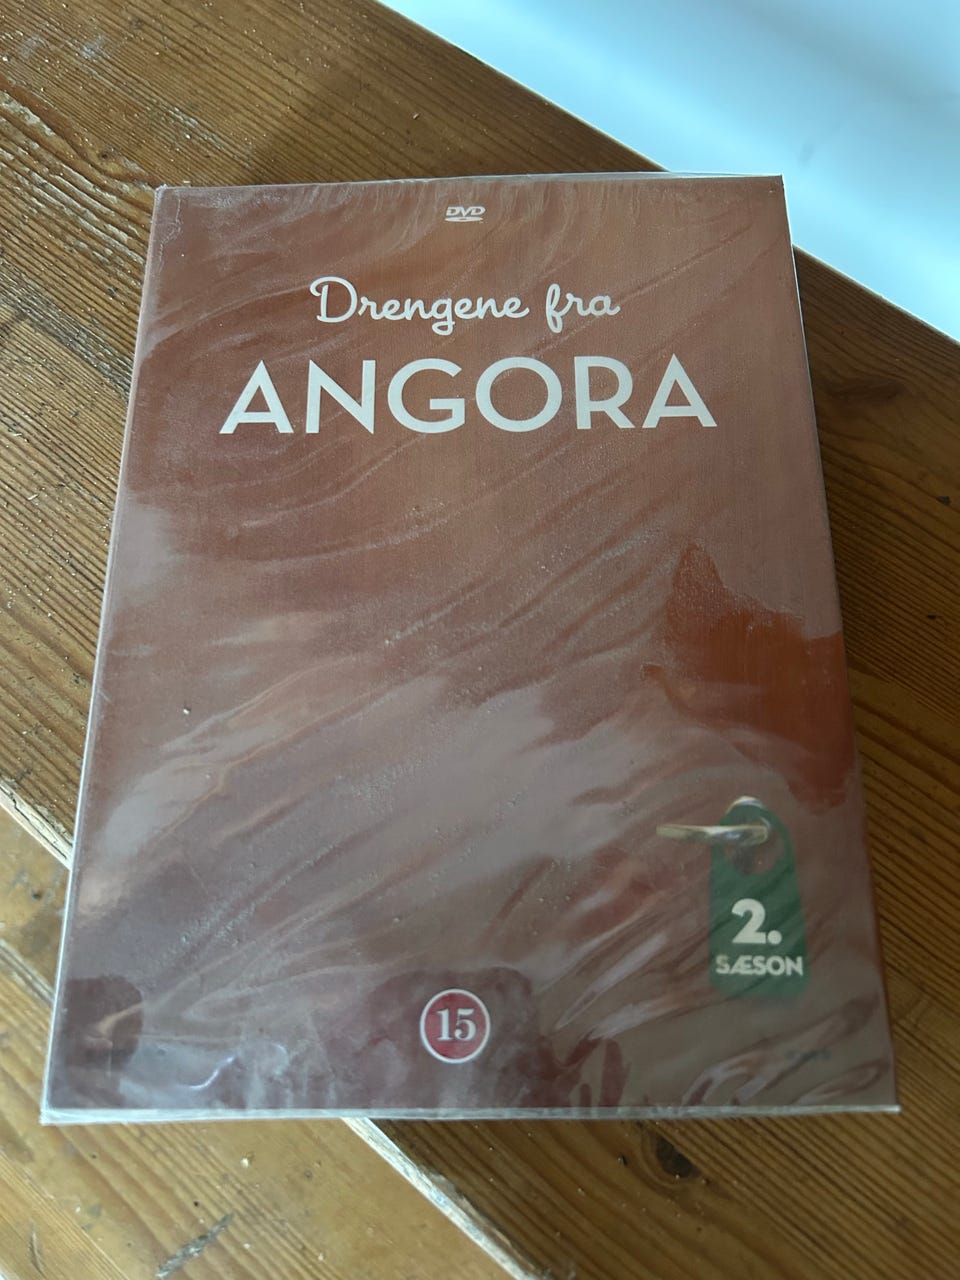 DVD
Drengene fra
ANGORA
2.
SÆSON
15